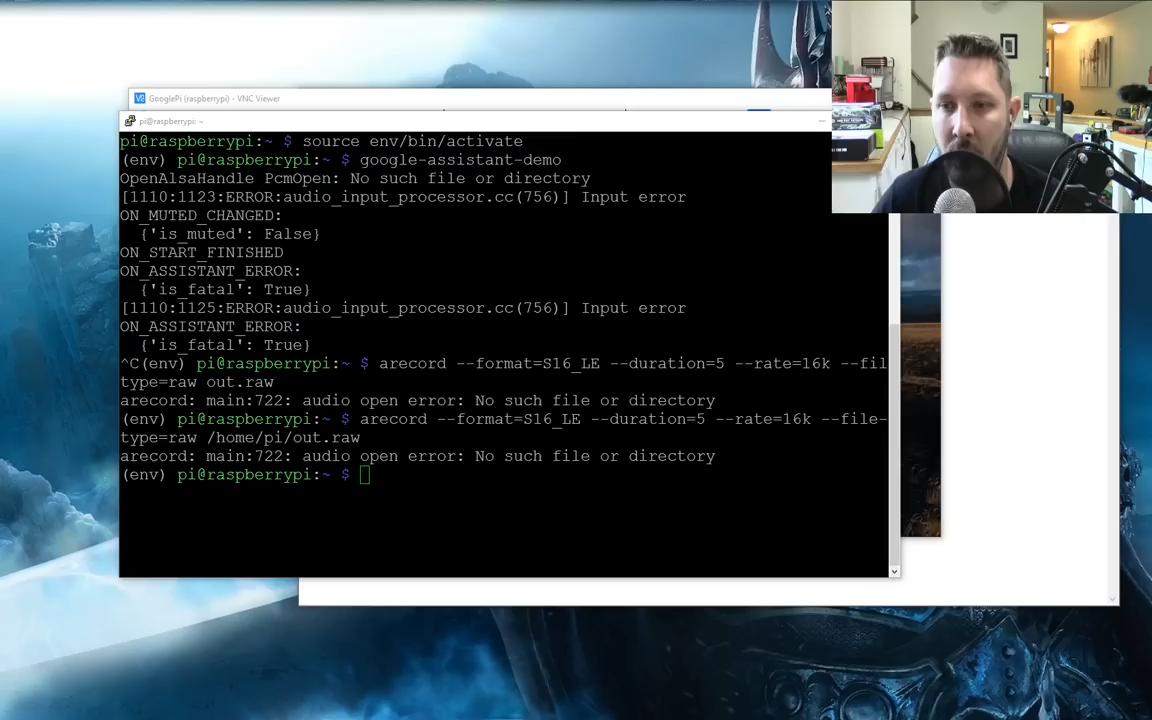 GooglePi (raspberrypi) - VNC Viewer
pi@raspberrypi: ~
pi@raspberrypi:~ $ source env/bin/activate
(env) pi@raspberrypi:~ $ google-assistant-demo
OpenAlsaHandle PcmOpen: No such file or directory
[1110:1123:ERROR:audio_input_processor.cc(756)] Input error
ON_MUTED_CHANGED:
{'is_muted': False}
ON_START_FINISHED
ON_ASSISTANT_ERROR:
{'is_fatal': True}
[1110:1125:ERROR:audio_input_processor.cc(756)] Input error
ON_ASSISTANT_ERROR:
{'is_fatal': True}
^C(env) pi@raspberrypi:~ $ arecord --format=S16_LE --duration=5 --rate=16k --fil
type=raw out.raw
arecord: main:722: audio open error: No such file or directory
(env) pi@raspberrypi:~ $ arecord --format=S16_LE --duration=5 --rate=16k --file-
type=raw /home/pi/out.raw
arecord: main:722: audio open error: No such file or directory
(env) pi@raspberrypi:~ $